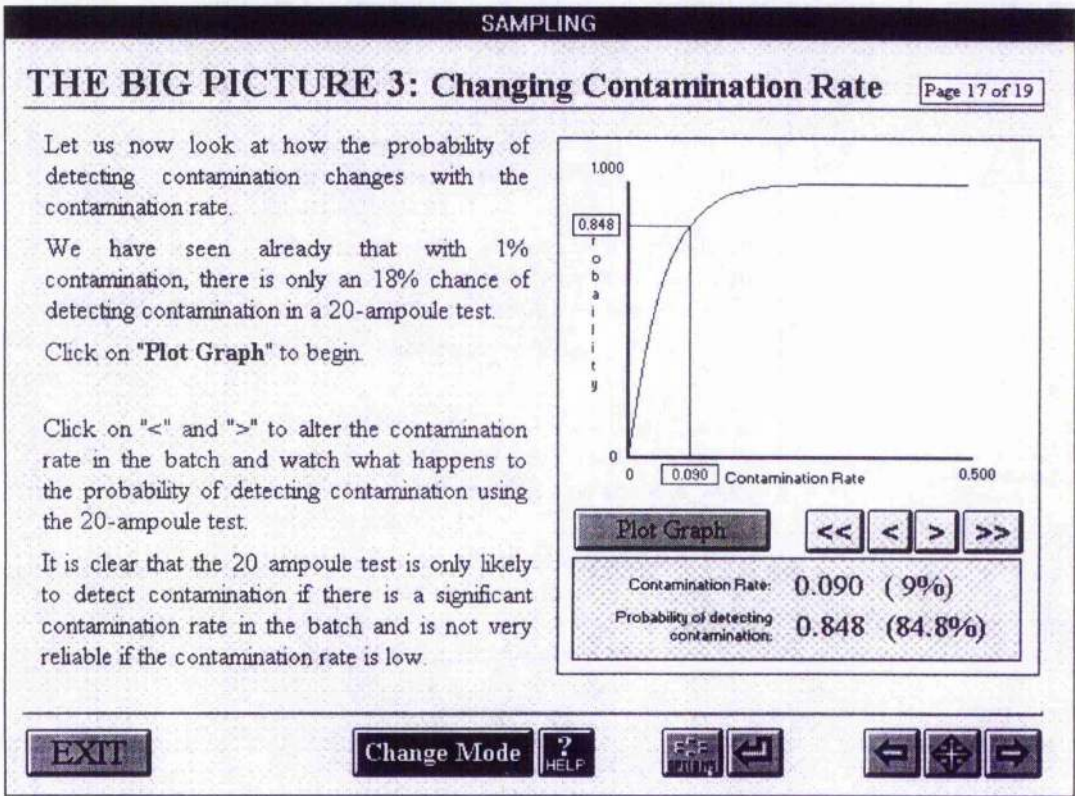 SAMPLING
THE BIG PICTURE 3: Changing Contamination Rate
Page 17 of 19
Let us now look at how the probability of
detecting contamination changes with the
contamination rate.
We have seen already that with 1%
contamination, there is only an 18% chance of
detecting contamination in a 20-ampoule test.
Click on "Plot Graph" to begin.
Click on "<" and ">" to alter the contamination
rate in the batch and watch what happens to
the probability of detecting contamination using
the 20-ampoule test.
It is clear that the 20 ampoule test is only likely
to detect contamination if there is a significant
contamination rate in the batch and is not very
reliable if the contamination rate is low.
1.000
0.848
r
o
b
a
i
l
i
t
y
0
0
0.090
Contamination Rate
0.500
Plot Graph
<< < > >>
Contamination Rate: 0.090 ( 9%)
Probability of detecting
contamination: 0.848 (84.8%)
EXIT
Change Mode
?
HELP
OPTIONS